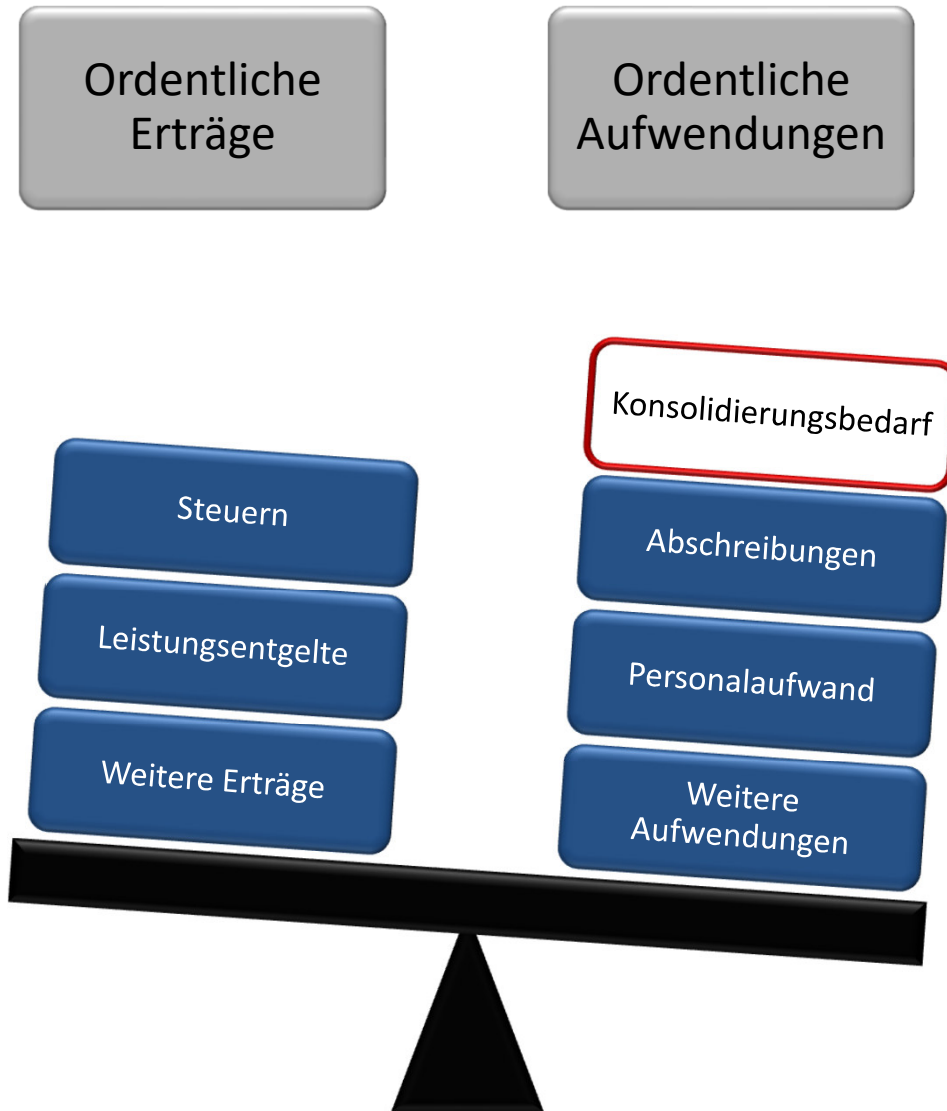 Ordentliche
Erträge
Ordentliche
Aufwendungen
Konsolidierungsbedarf
Steuern
Abschreibungen
Leistungsentgelte
Personalaufwand
Weitere Erträge
Weitere
Aufwendungen